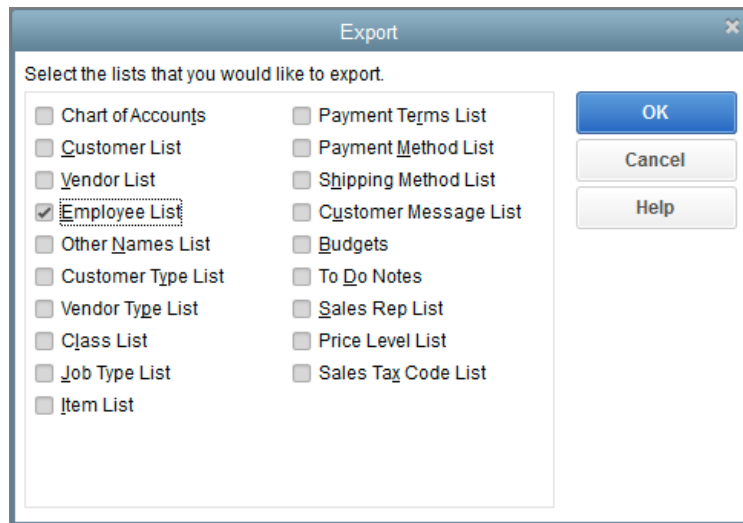 Export
Select the lists that you would like to export.
Chart of Accounts
Customer List
Vendor List
Employee List
Other Names List
Customer Type List
Vendor Type List
Class List
Job Type List
Item List
Payment Terms List
Payment Method List
Shipping Method List
Customer Message List
Budgets
To Do Notes
Sales Rep List
Price Level List
Sales Tax Code List
OK
Cancel
Help